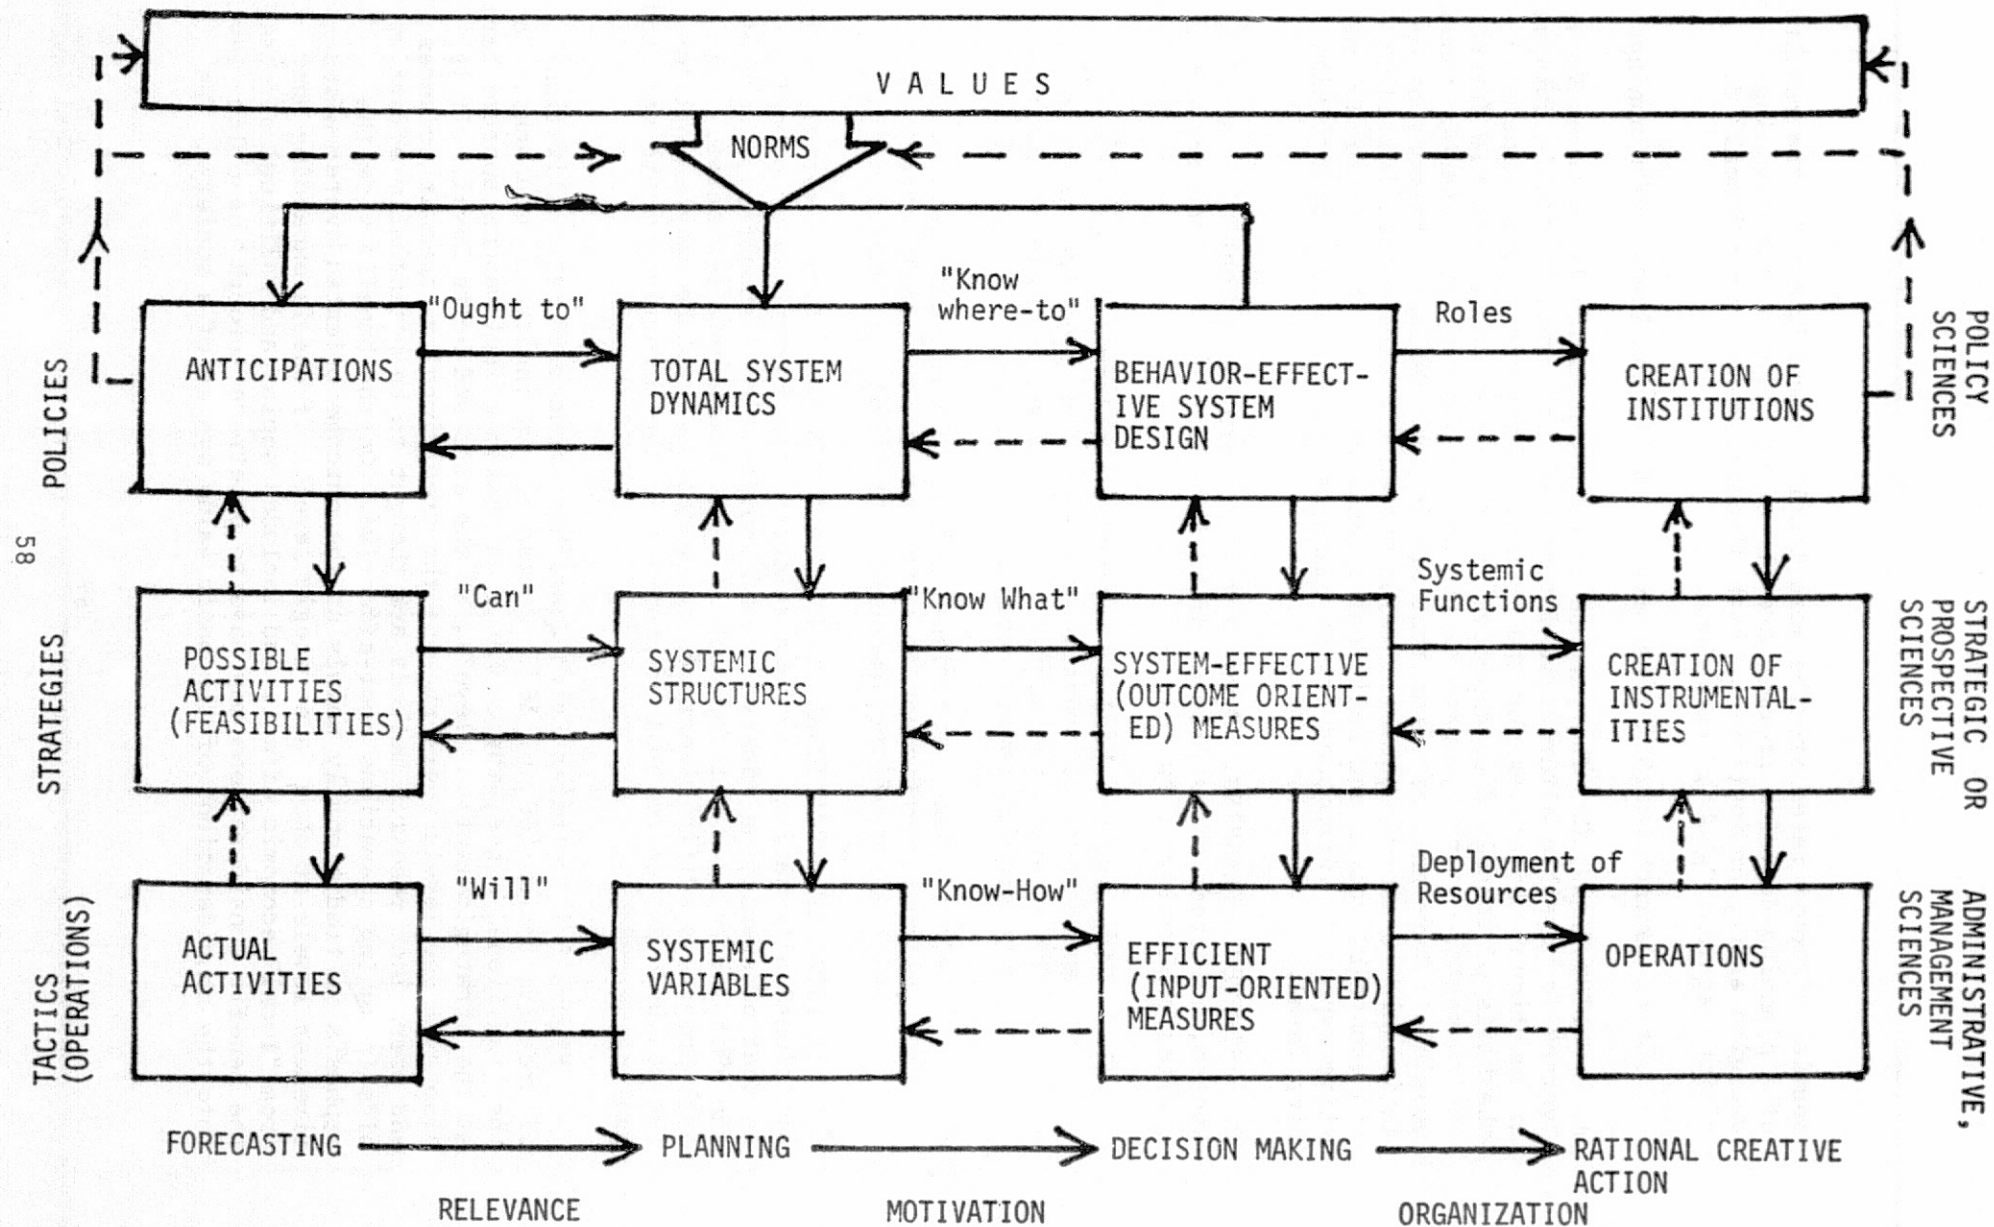 V A L U E S
NORMS
"Ought to"
"Know
where-to"
Roles
POLICIES
ANTICIPATIONS
TOTAL SYSTEM
DYNAMICS
BEHAVIOR-EFFECT-
IVE SYSTEM
DESIGN
CREATION OF
INSTITUTIONS
POLICY
SCIENCES
58
"Can"
"Know What"
Systemic
Functions
STRATEGIES
POSSIBLE
ACTIVITIES
(FEASIBILITIES)
SYSTEMIC
STRUCTURES
SYSTEM-EFFECTIVE
(OUTCOME ORIENT-
ED) MEASURES
CREATION OF
INSTRUMENTAL-
ITIES
STRATEGIC OR
PROSPECTIVE
SCIENCES
"Will"
"Know-How"
Deployment of
Resources
TACTICS
(OPERATIONS)
ACTUAL
ACTIVITIES
SYSTEMIC
VARIABLES
EFFICIENT
(INPUT-ORIENTED)
MEASURES
OPERATIONS
ADMINISTRATIVE,
MANAGEMENT
SCIENCES
FORECASTING
PLANNING
DECISION MAKING
RATIONAL CREATIVE
ACTION
RELEVANCE
MOTIVATION
ORGANIZATION